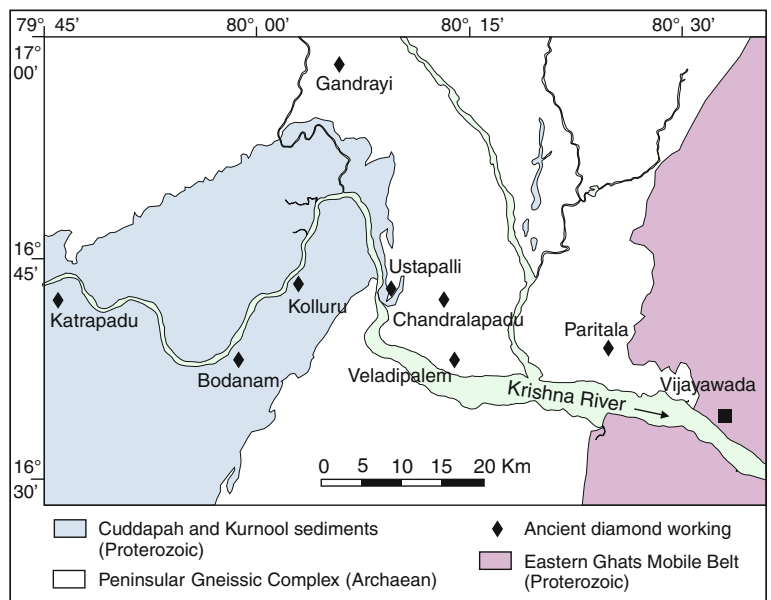 79° 45' 80° 00' 80° 15' 80° 30'
17°
00'
Gandrayi
16°
45'
Ustapalli
Kolluru
Katrapadu
Chandralapadu
Paritala
Bodanam
Veladipalem
Vijayawada
Krishna River
16°
30'
0 5 10 15 20 Km
Cuddapah and Kurnool sediments
(Proterozoic)
Peninsular Gneissic Complex (Archaean)
Ancient diamond working
Eastern Ghats Mobile Belt
(Proterozoic)